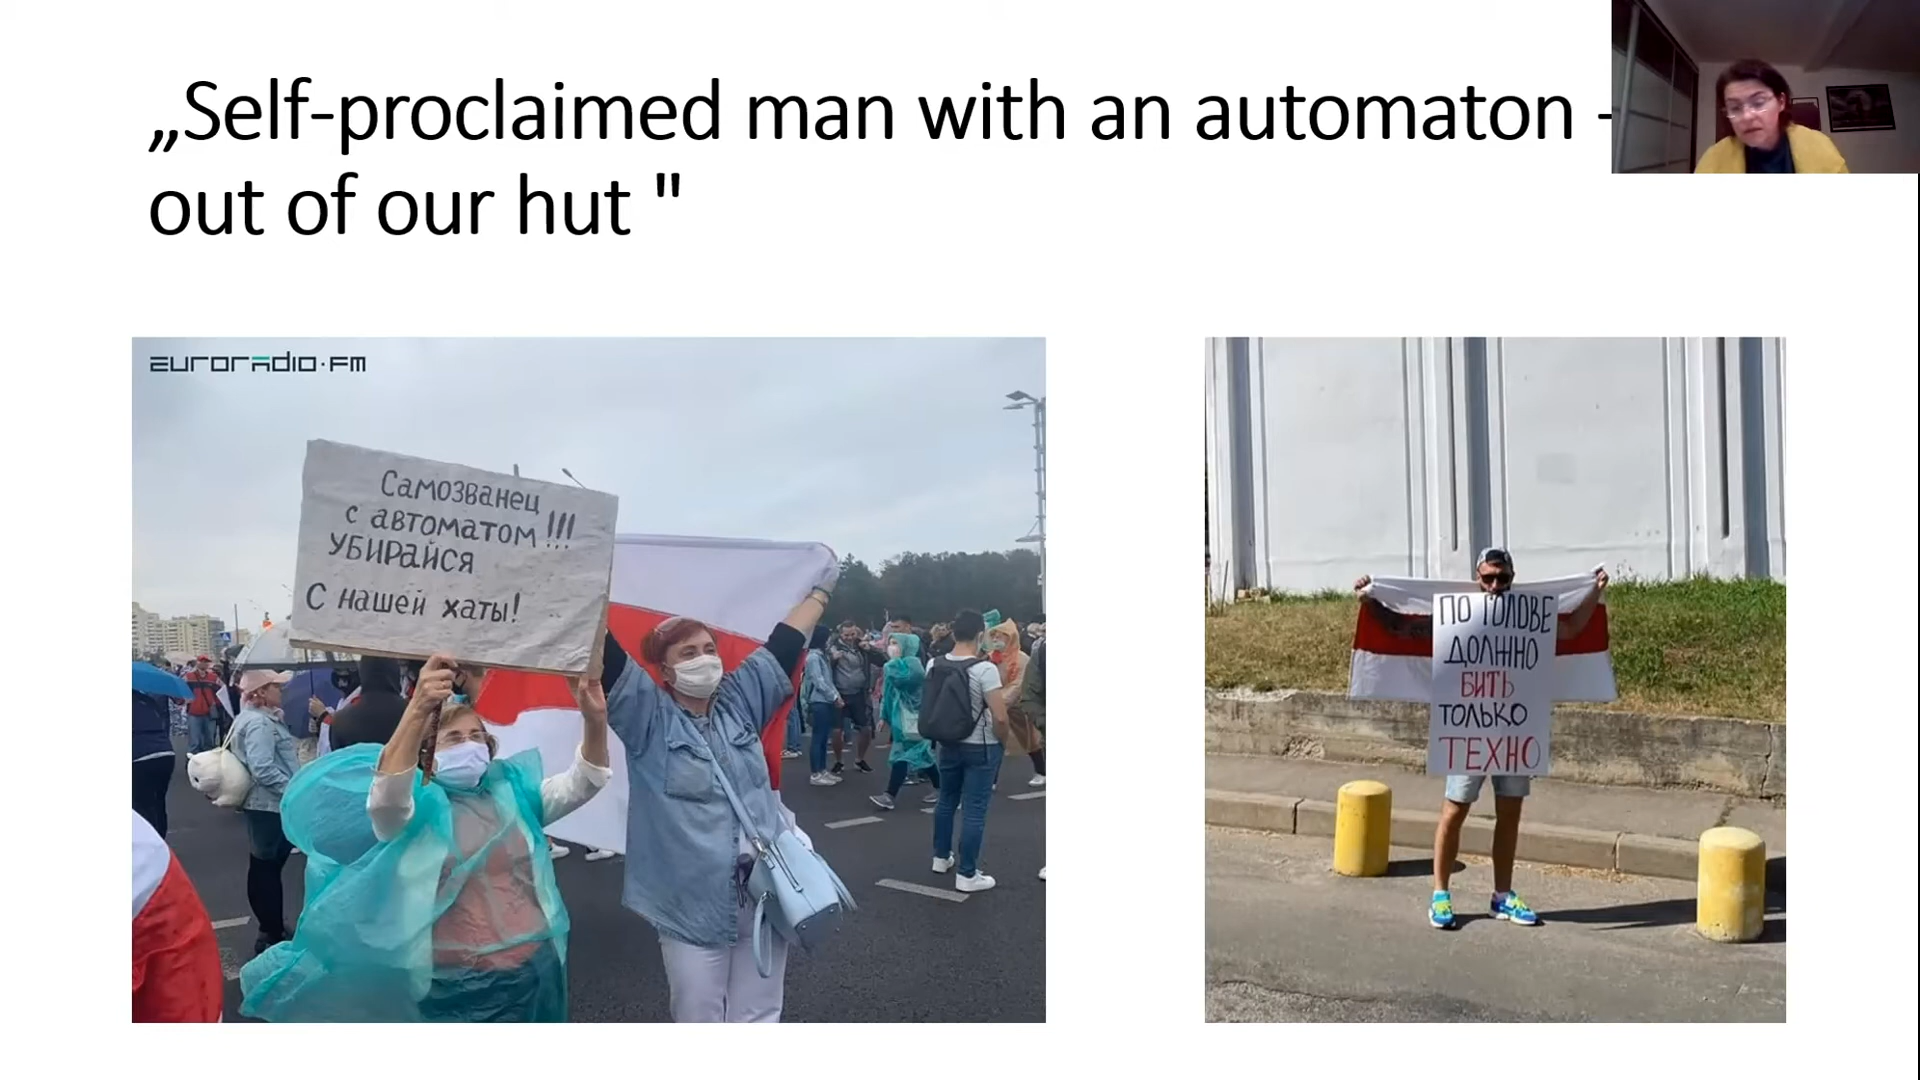 „Self-proclaimed man with an automaton -
out of our hut "
EURORADIO·FM
Самозванец
с автоматом!!!
УБИРАЙСЯ
С нашей хаты!
ПО ГОЛОВЕ
ДОЛЖНО
БИТЬ
ТОЛЬКО
ТЕХНО